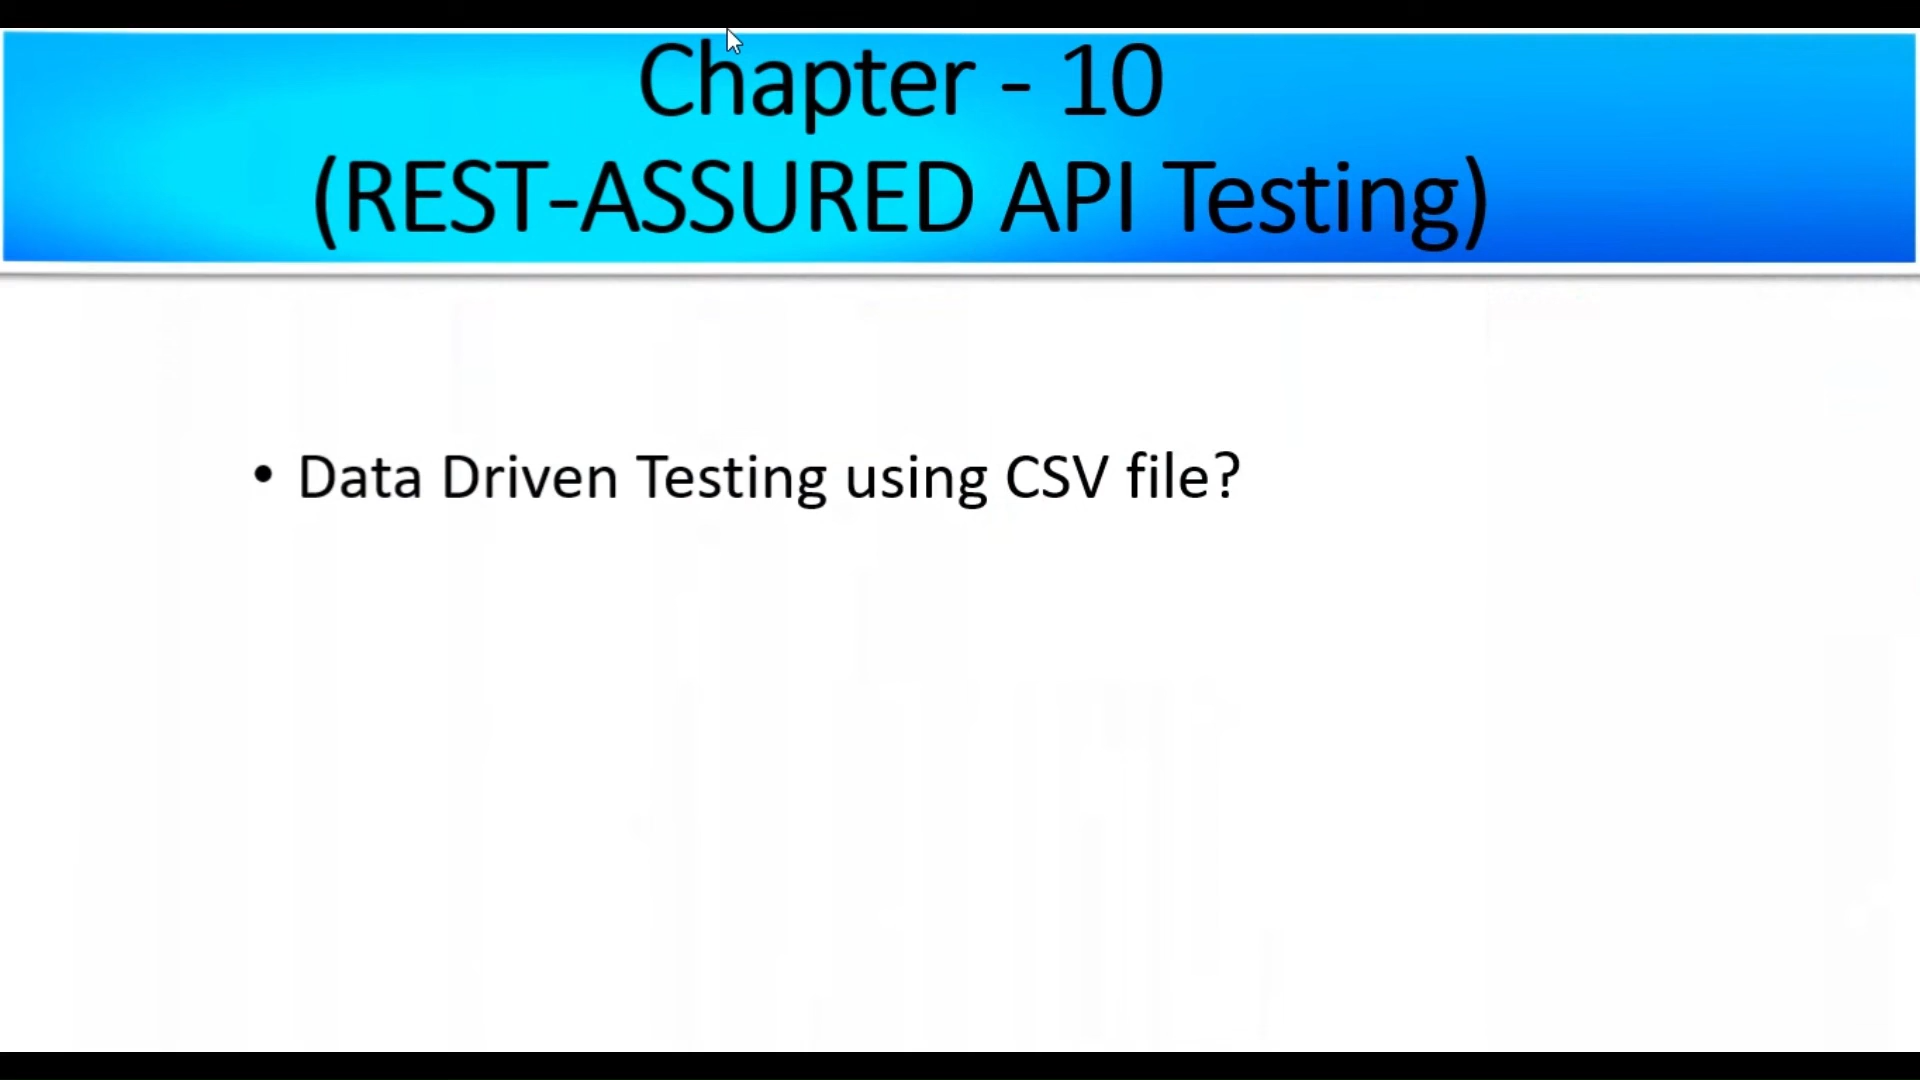 Chapter - 10
(REST-ASSURED API Testing)
• Data Driven Testing using CSV file?